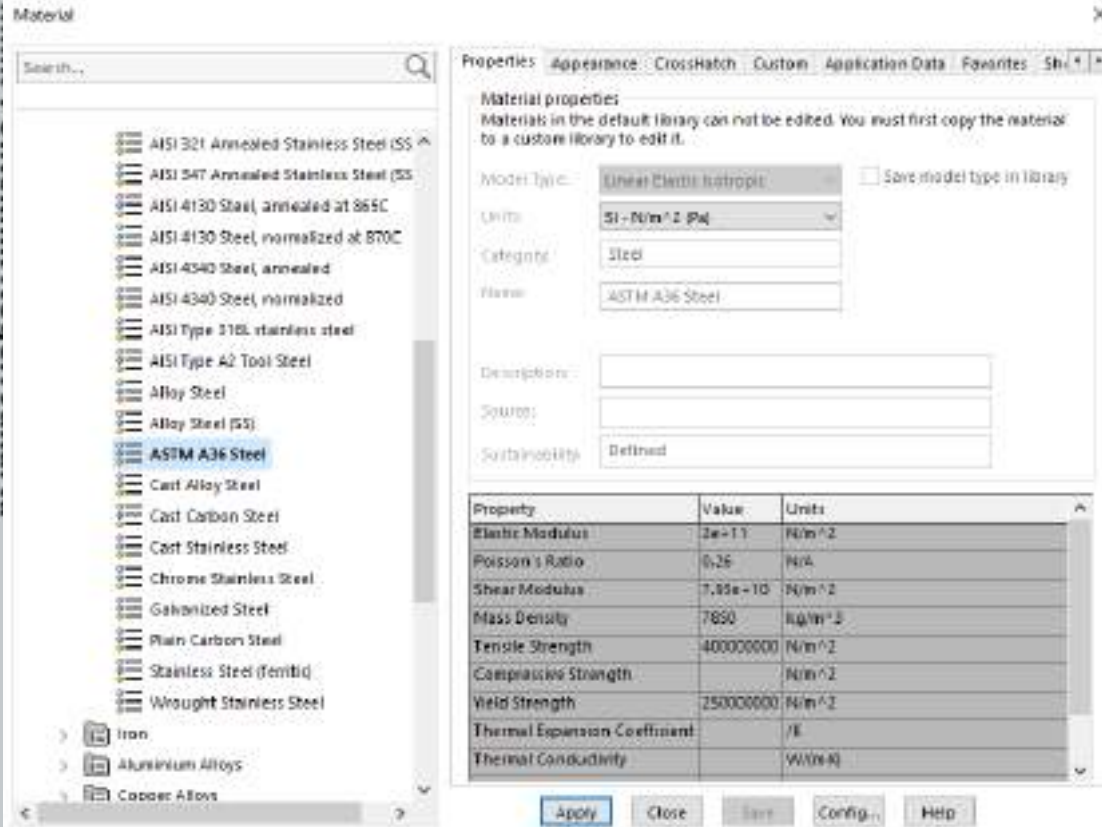 Material
Search...
AISI 321 Annealed Stainless Steel (SS
AISI 347 Annealed Stainless Steel (SS
AISI 4130 Steel, annealed at 865C
AISI 4130 Steel, normalized at 870C
AISI 4340 Steel, annealed
AISI 4340 Steel, normalized
AISI Type 316L stainless steel
AISI Type A2 Tool Steel
Alloy Steel
Alloy Steel (SS)
ASTM A36 Steel
Cast Alloy Steel
Cast Carbon Steel
Cast Stainless Steel
Chrome Stainless Steel
Galvanized Steel
Plain Carbon Steel
Stainless Steel (ferritic)
Wrought Stainless Steel
Iron
Aluminium Alloys
Copper Alloys
Properties Appearance CrossHatch Custom Application Data Favorites She
Material properties
Materials in the default library can not be edited. You must first copy the material
to a custom library to edit it.
Model Type: Linear Elastic Isotropic Save model type in library
Units: SI - N/m^2 (Pa)
Category: Steel
Name: ASTM A36 Steel
Description:
Source:
Sustainability: Defined
Property Value Units
Elastic Modulus 2e+11 N/m^2
Poisson's Ratio 0.26 N/A
Shear Modulus 7.93e+10 N/m^2
Mass Density 7850 kg/m^3
Tensile Strength 400000000 N/m^2
Compressive Strength N/m^2
Yield Strength 250000000 N/m^2
Thermal Expansion Coefficient /K
Thermal Conductivity W/(m·K)
Apply Close Save Config... Help